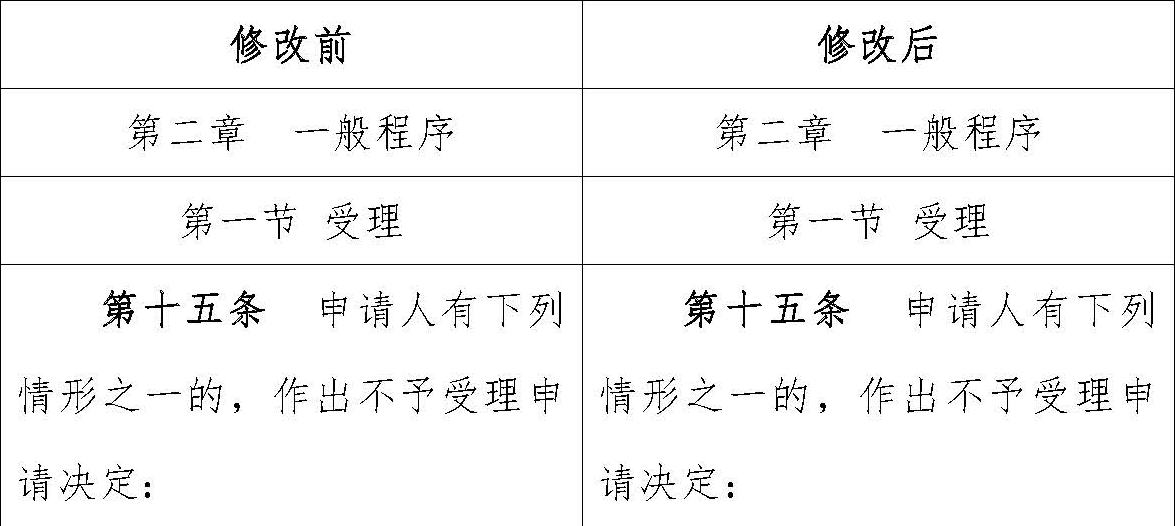 修改前
修改后
第二章 一般程序
第二章 一般程序
第一节 受理
第一节 受理
第十五条 申请人有下列
情形之一的，作出不予受理申
请决定：
第十五条 申请人有下列
情形之一的，作出不予受理申
请决定：